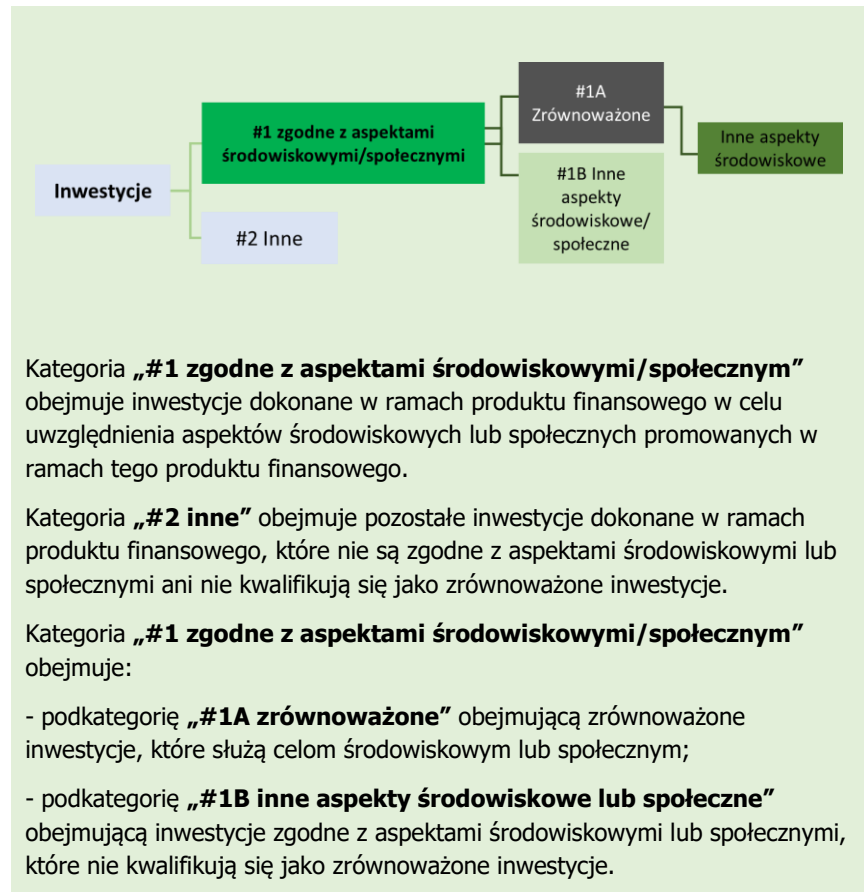 Inwestycje
#1 zgodne z aspektami
środowiskowymi/społecznymi
#2 Inne
#1A
Zrównoważone
#1B Inne
aspekty
środowiskowe/
społeczne
Inne aspekty
środowiskowe
Kategoria „#1 zgodne z aspektami środowiskowymi/społecznym”
obejmuje inwestycje dokonane w ramach produktu finansowego w celu
uwzględnienia aspektów środowiskowych lub społecznych promowanych w
ramach tego produktu finansowego.
Kategoria „#2 inne” obejmuje pozostałe inwestycje dokonane w ramach
produktu finansowego, które nie są zgodne z aspektami środowiskowymi lub
społecznymi ani nie kwalifikują się jako zrównoważone inwestycje.
Kategoria „#1 zgodne z aspektami środowiskowymi/społecznym”
obejmuje:
- podkategorię „#1A zrównoważone” obejmującą zrównoważone
inwestycje, które służą celom środowiskowym lub społecznym;
- podkategorię „#1B inne aspekty środowiskowe lub społeczne”
obejmującą inwestycje zgodne z aspektami środowiskowymi lub społecznymi,
które nie kwalifikują się jako zrównoważone inwestycje.